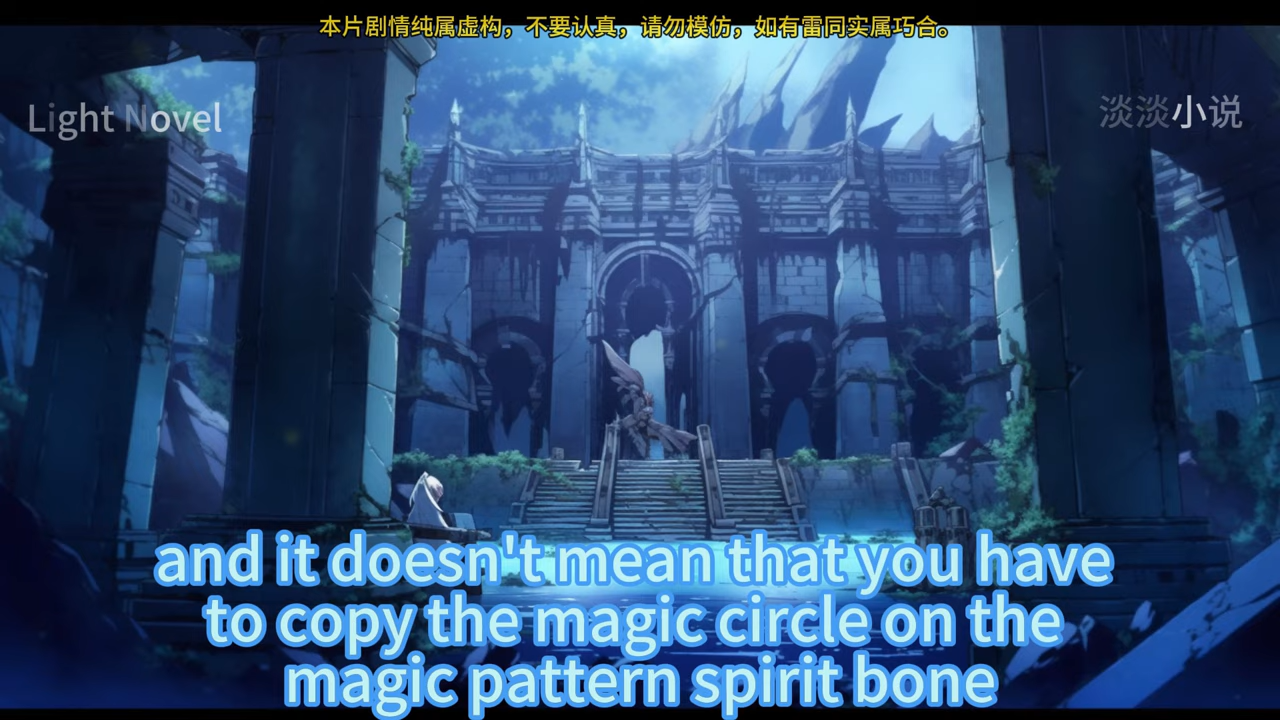 本片剧情纯属虚构，不要认真，请勿模仿，如有雷同实属巧合。
Light Novel
淡淡小说
and it doesn't mean that you have
to copy the magic circle on the
magic pattern spirit bone